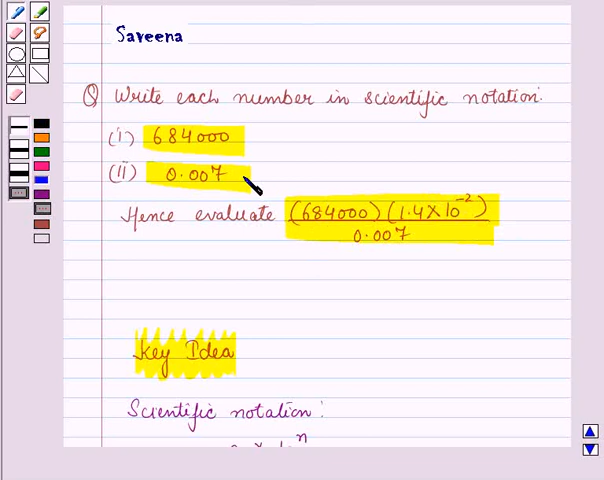 Saveena
Q Write each number in scientific notation.
(i) 684000
(ii) 0.007
Hence evaluate (684000)(1.4×10⁻²)
0.007
Key Idea
Scientific notation: